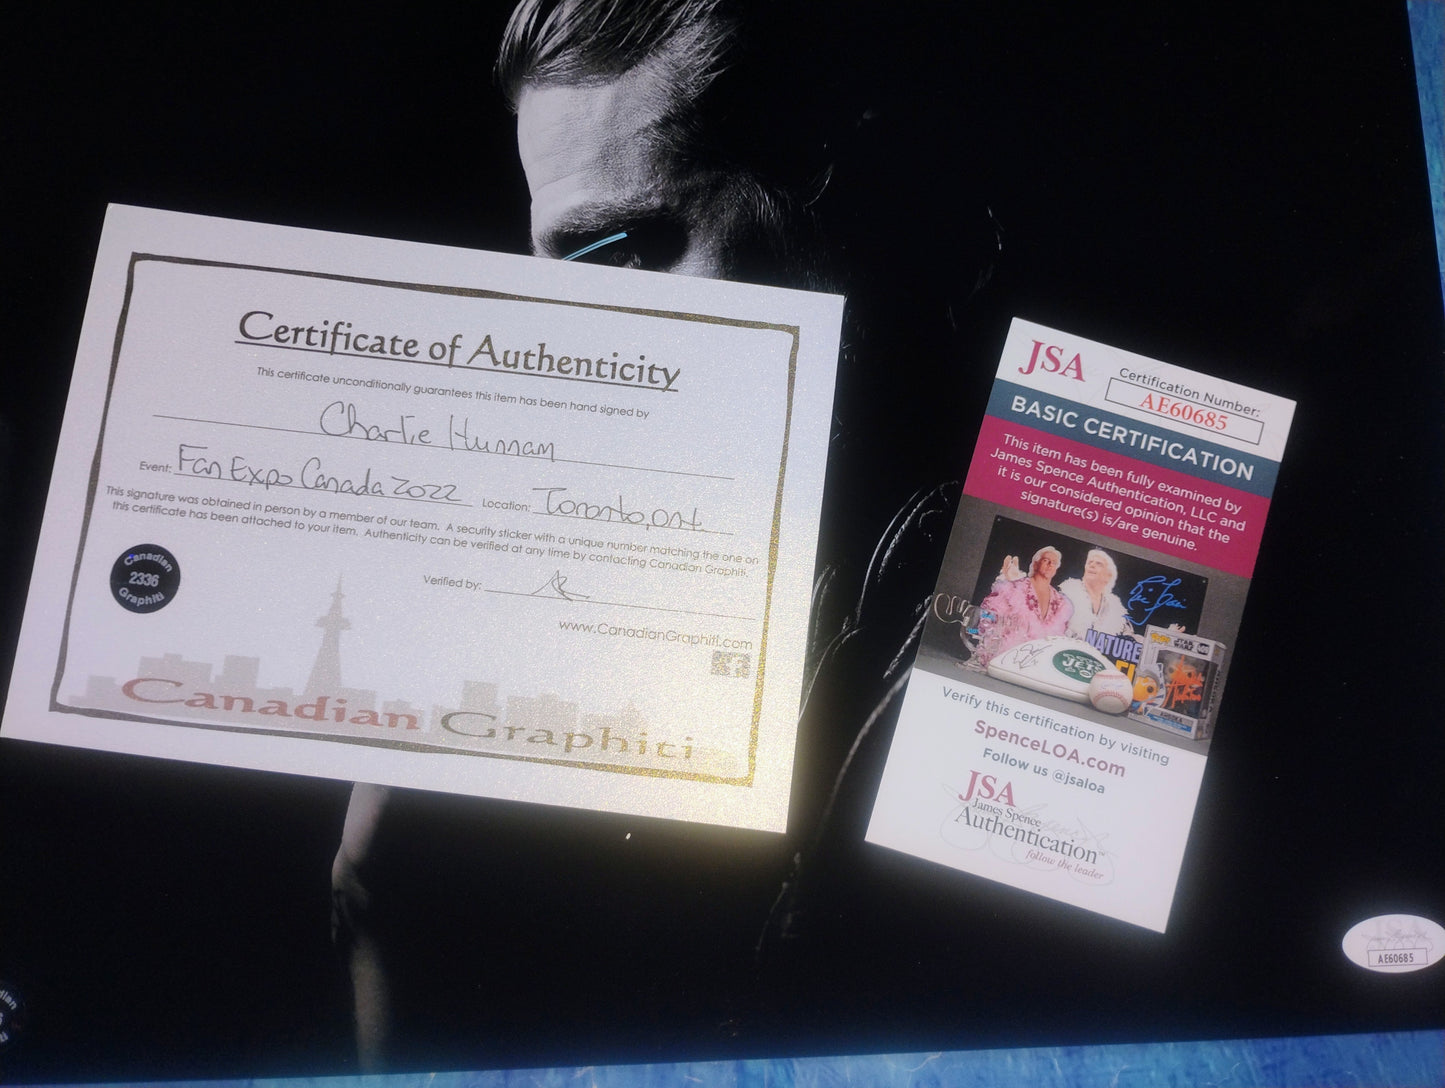 Certificate of Authenticity
This certificate unconditionally guarantees this item has been hand signed by
Charlie Hunnam
Event: Fan Expo Canada 2022 Location: Toronto, Ont
This signature was obtained in person by a member of our team. A security sticker with a unique number matching the one on
this certificate has been attached to your item. Authenticity can be verified at any time by contacting Canadian Graphiti.
Canadian
2336
Graphiti
Verified by:
www.CanadianGraphiti.com
Canadian Graphiti
JSA
Certification Number:
AE60685
BASIC CERTIFICATION
This item has been fully examined by
James Spence Authentication, LLC and
it is our considered opinion that the
signature(s) is/are genuine.
NATURE
JETS
STAR
WARS
Verify this certification by visiting
SpenceLOA.com
Follow us @jsaloa
JSA
James Spence
Authentication™
follow the leader
JSA
AE60685